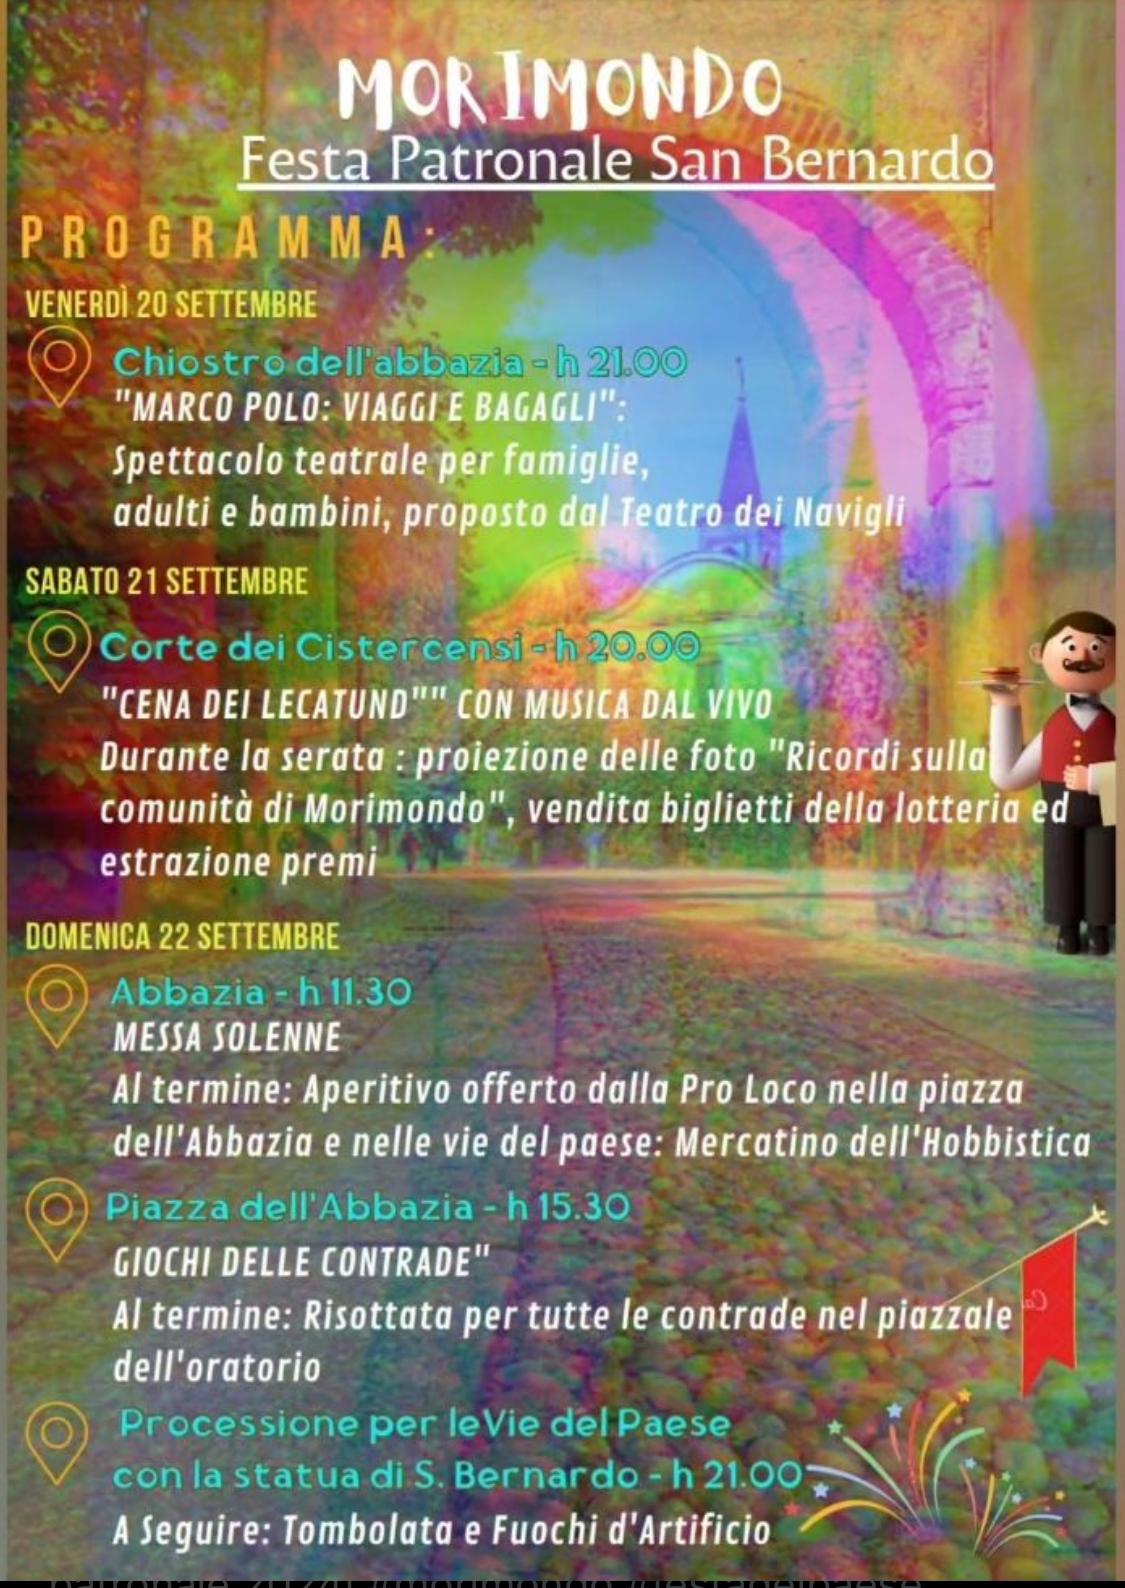 MORIMONDO
Festa Patronale San Bernardo
PROGRAMMA:
VENERDÌ 20 SETTEMBRE
Chiostro dell'abbazia - h 21.00
"MARCO POLO: VIAGGI E BAGAGLI":
Spettacolo teatrale per famiglie,
adulti e bambini, proposto dal Teatro dei Navigli
SABATO 21 SETTEMBRE
Corte dei Cistercensi - h 20.00
"CENA DEI LECATUND"" CON MUSICA DAL VIVO
Durante la serata : proiezione delle foto "Ricordi sulla
comunità di Morimondo", vendita biglietti della lotteria ed
estrazione premi
DOMENICA 22 SETTEMBRE
Abbazia - h 11.30
MESSA SOLENNE
Al termine: Aperitivo offerto dalla Pro Loco nella piazza
dell'Abbazia e nelle vie del paese: Mercatino dell'Hobbistica
Piazza dell'Abbazia - h 15.30
GIOCHI DELLE CONTRADE"
Al termine: Risottata per tutte le contrade nel piazzale
dell'oratorio
Processione per leVie del Paese
con la statua di S. Bernardo - h 21.00
A Seguire: Tombolata e Fuochi d'Artificio